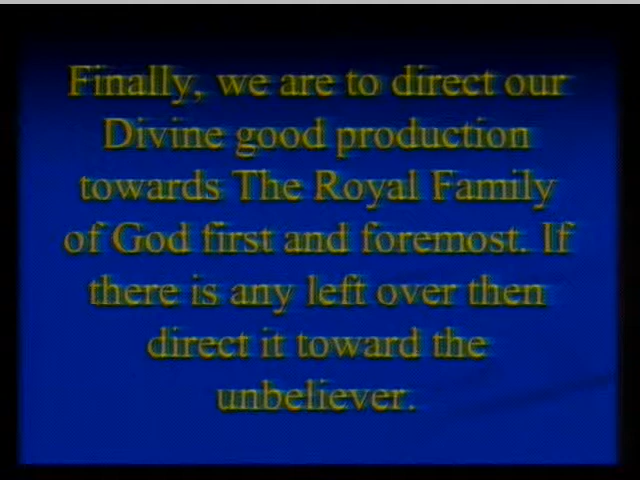 Finally, we are to direct our
Divine good production
towards The Royal Family
of God first and foremost. If
there is any left over then
direct it toward the
unbeliever.